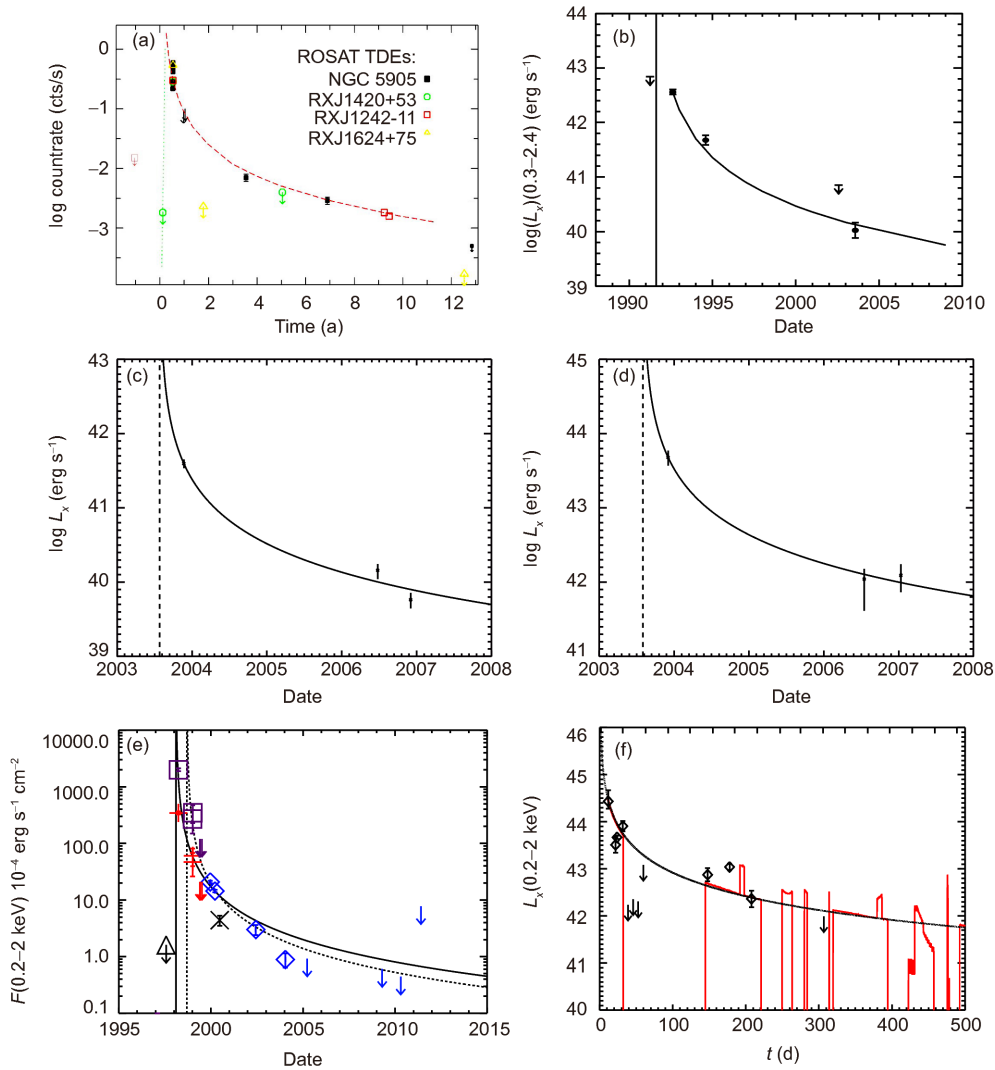 (a)
ROSAT TDEs:
NGC 5905
RXJ1420+53
RXJ1242-11
RXJ1624+75
log countrate (cts/s)
0
−1
−2
−3
0 2 4 6 8 10 12
Time (a)
(b)
log(Lx)(0.3−2.4) (erg s−1)
44
43
42
41
40
39
1990 1995 2000 2005 2010
Date
(c)
log Lx (erg s−1)
43
42
41
40
39
2003 2004 2005 2006 2007 2008
Date
(d)
log Lx (erg s−1)
45
44
43
42
41
2003 2004 2005 2006 2007 2008
Date
(e)
F(0.2−2 keV) 10−4 erg s−1 cm−2
10000.0
1000.0
100.0
10.0
1.0
0.1
1995 2000 2005 2010 2015
Date
(f)
Lx(0.2−2 keV)
46
45
44
43
42
41
40
0 100 200 300 400 500
t (d)